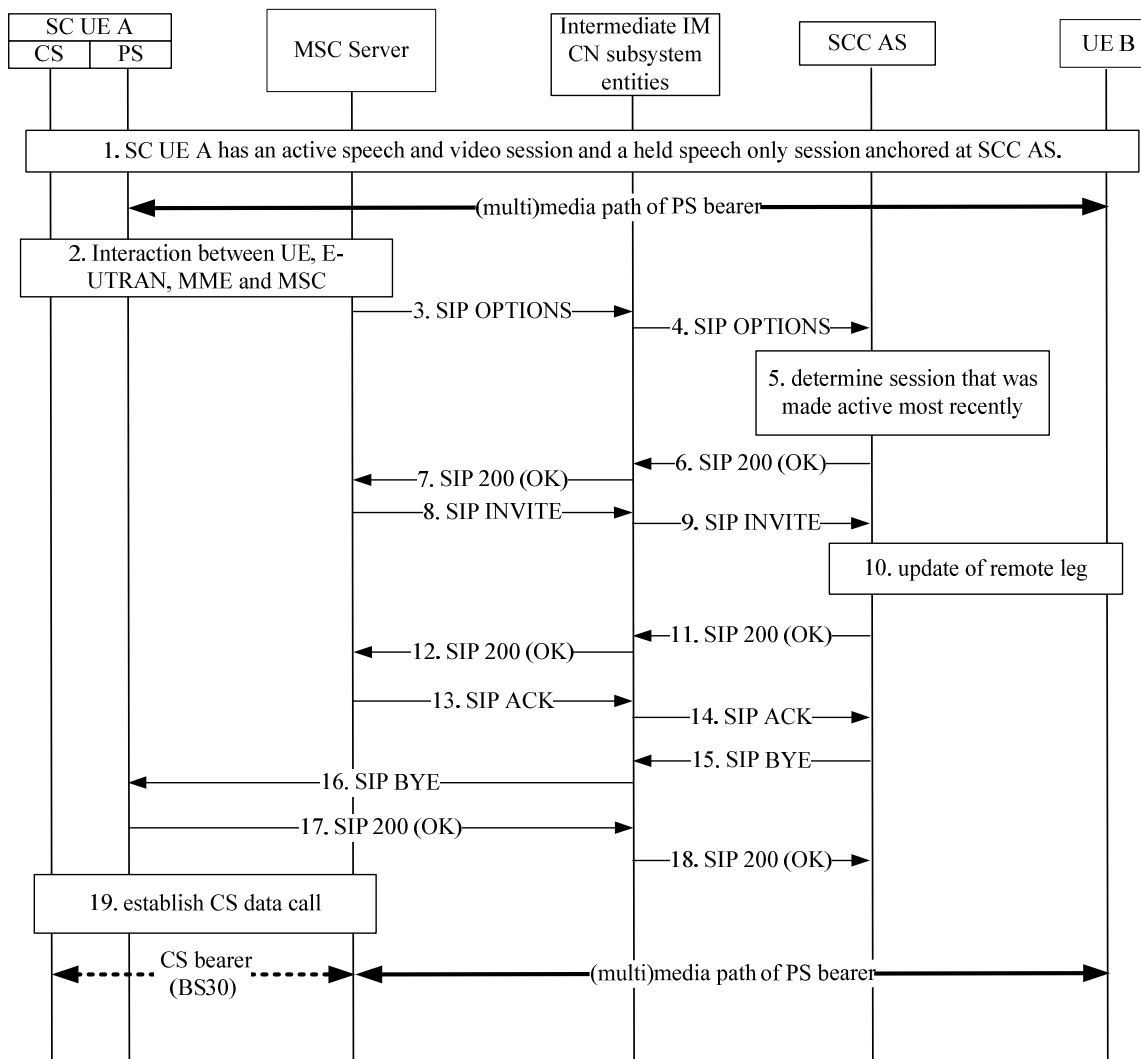 SC UE A
CS
PS
MSC Server
Intermediate IM
CN subsystem
entities
SCC AS
UE B
1. SC UE A has an active speech and video session and a held speech only session anchored at SCC AS.
(multi)media path of PS bearer
2. Interaction between UE, E-
UTRAN, MME and MSC
3. SIP OPTIONS
4. SIP OPTIONS
5. determine session that was
made active most recently
6. SIP 200 (OK)
7. SIP 200 (OK)
8. SIP INVITE
9. SIP INVITE
10. update of remote leg
11. SIP 200 (OK)
12. SIP 200 (OK)
13. SIP ACK
14. SIP ACK
15. SIP BYE
16. SIP BYE
17. SIP 200 (OK)
18. SIP 200 (OK)
19. establish CS data call
CS bearer
(BS30)
(multi)media path of PS bearer